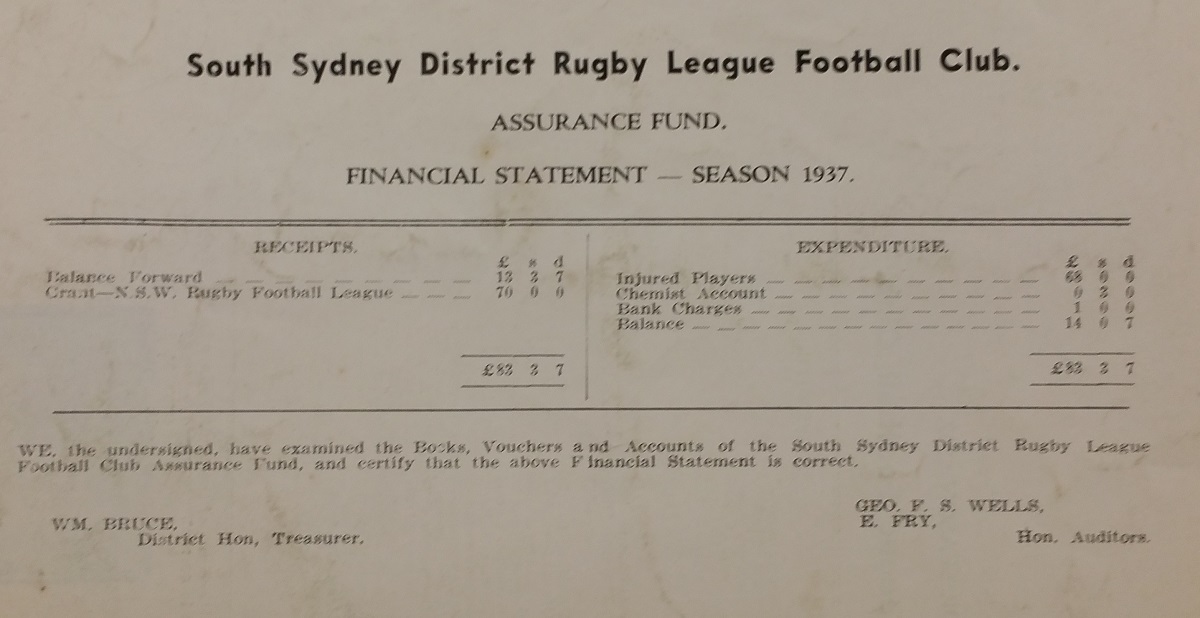 South Sydney District Rugby League Football Club.
ASSURANCE FUND.
FINANCIAL STATEMENT — SEASON 1937.
RECEIPTS.
£ s d
Balance Forward — — — — — — — — 13 3 7
Grant—N.S.W. Rugby Football League — — — 70 0 0
£83 3 7
EXPENDITURE.
£ s d
Injured Players — — — — — — — — — — — 68 0 0
Chemist Account — — — — — — — — — — — 0 3 0
Bank Charges — — — — — — — — — — — — 1 0 0
Balance — — — — — — — — — — — — — — 14 0 7
£83 3 7
WE, the undersigned, have examined the Books, Vouchers and Accounts of the South Sydney District Rugby League
Football Club Assurance Fund, and certify that the above Financial Statement is correct.
WM. BRUCE,
District Hon, Treasurer.
GEO. F. S. WELLS,
E. FRY,
Hon. Auditors.